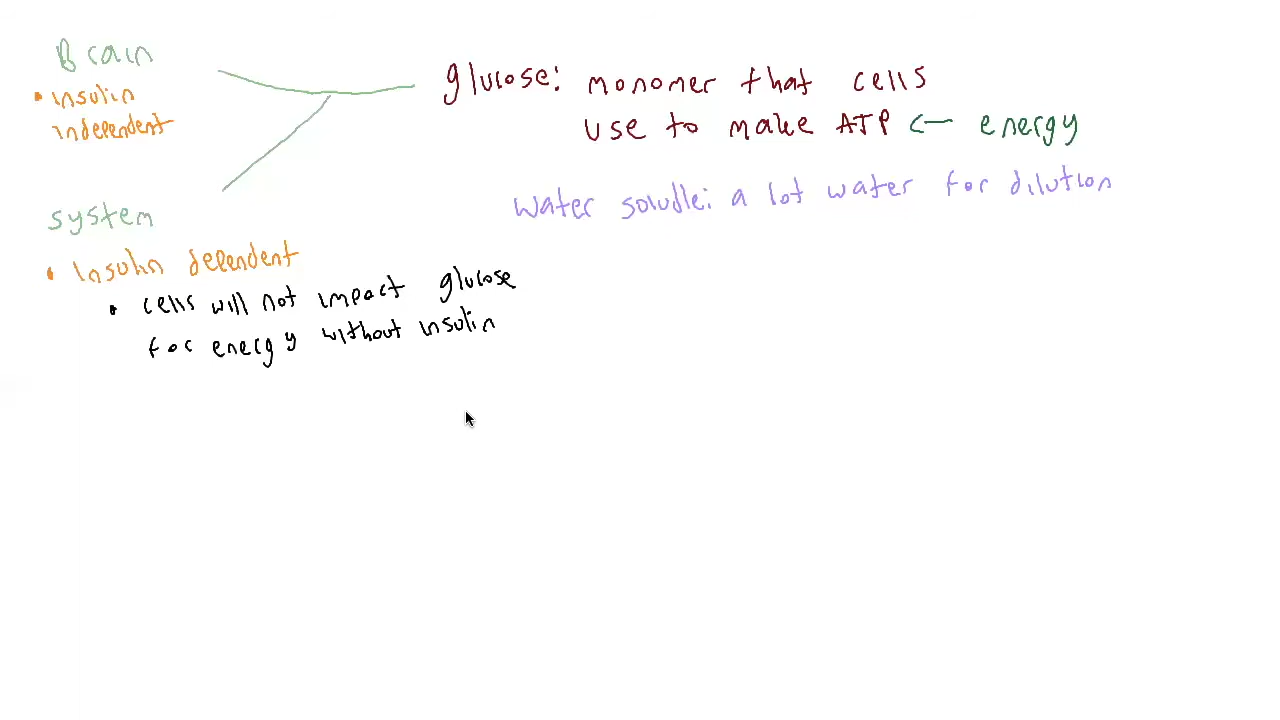 Brain
• insulin
independent
glucose: monomer that cells
use to make ATP <— energy
water soluble: a lot water for dilution
system
• Insulin dependent
• cells will not impact glucose
for energy without insulin